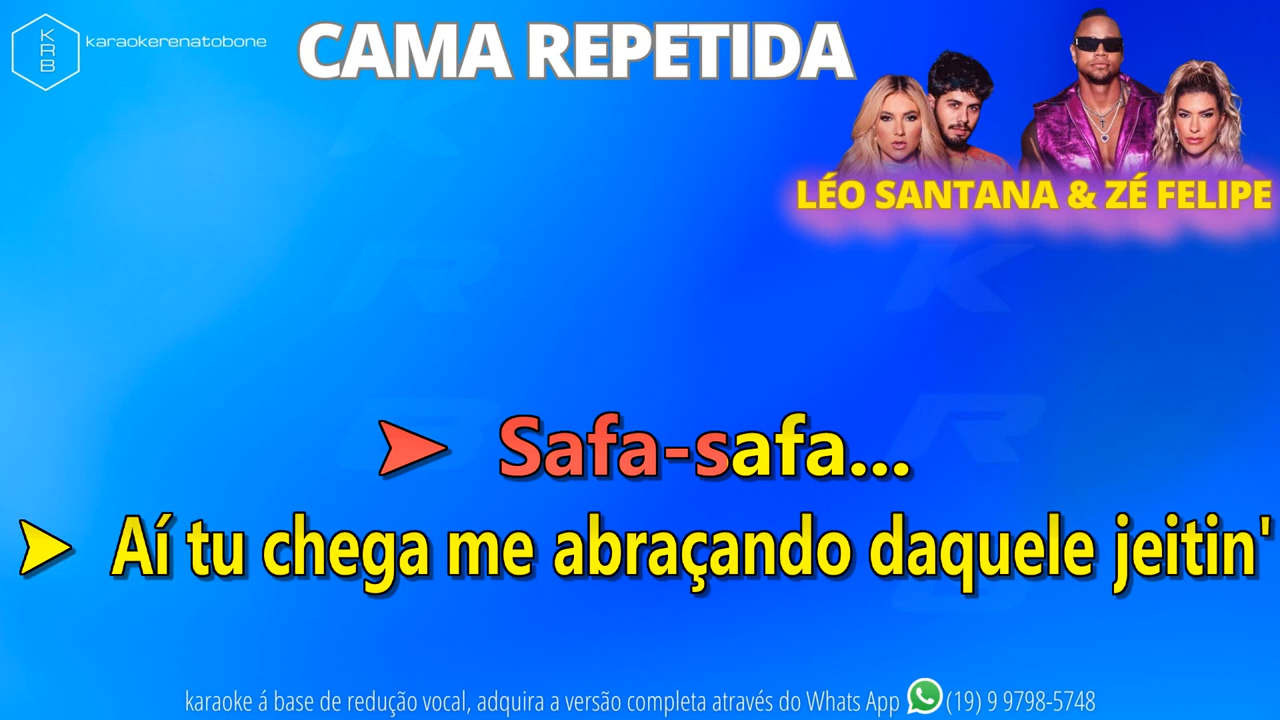 K
R
B
karaokerenatobone
CAMA REPETIDA
LÉO SANTANA & ZÉ FELIPE
K
R
B
K
R
B
➤ Safa-safa...
➤ Aí tu chega me abraçando daquele jeitin'
karaoke á base de redução vocal, adquira a versão completa através do Whats App (19) 9 9798-5748